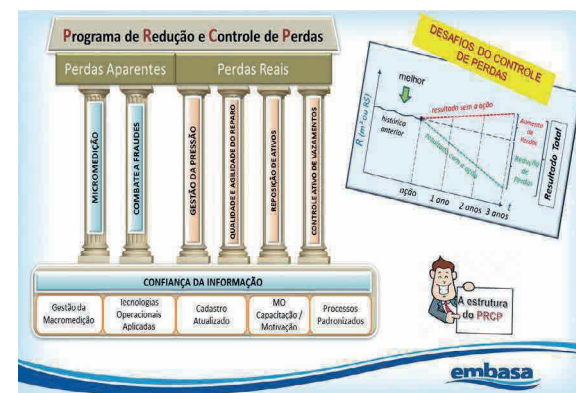 Programa de Redução e Controle de Perdas
Perdas Aparentes
Perdas Reais
MICROMEDIÇÃO
COMBATE A FRAUDES
GESTÃO DA PRESSÃO
QUALIDADE E AGILIDADE DO REPARO
REPOSIÇÃO DE ATIVOS
CONTROLE ATIVO DE VAZAMENTOS
CONFIANÇA DA INFORMAÇÃO
Gestão da
Macromedição
Tecnologias
Operacionais
Aplicadas
Cadastro
Atualizado
MO
Capacitação /
Motivação
Processos
Padronizados
DESAFIOS DO CONTROLE
DE PERDAS
melhor
R (m³ ou R$)
histórico
anterior
resultado sem a ação
resultado com a ação
Aumento
de Perdas
Redução
de
Perdas
Resultado Total
t
ação
1 ano
2 anos
3 anos
A estrutura
do PRCP
embasa